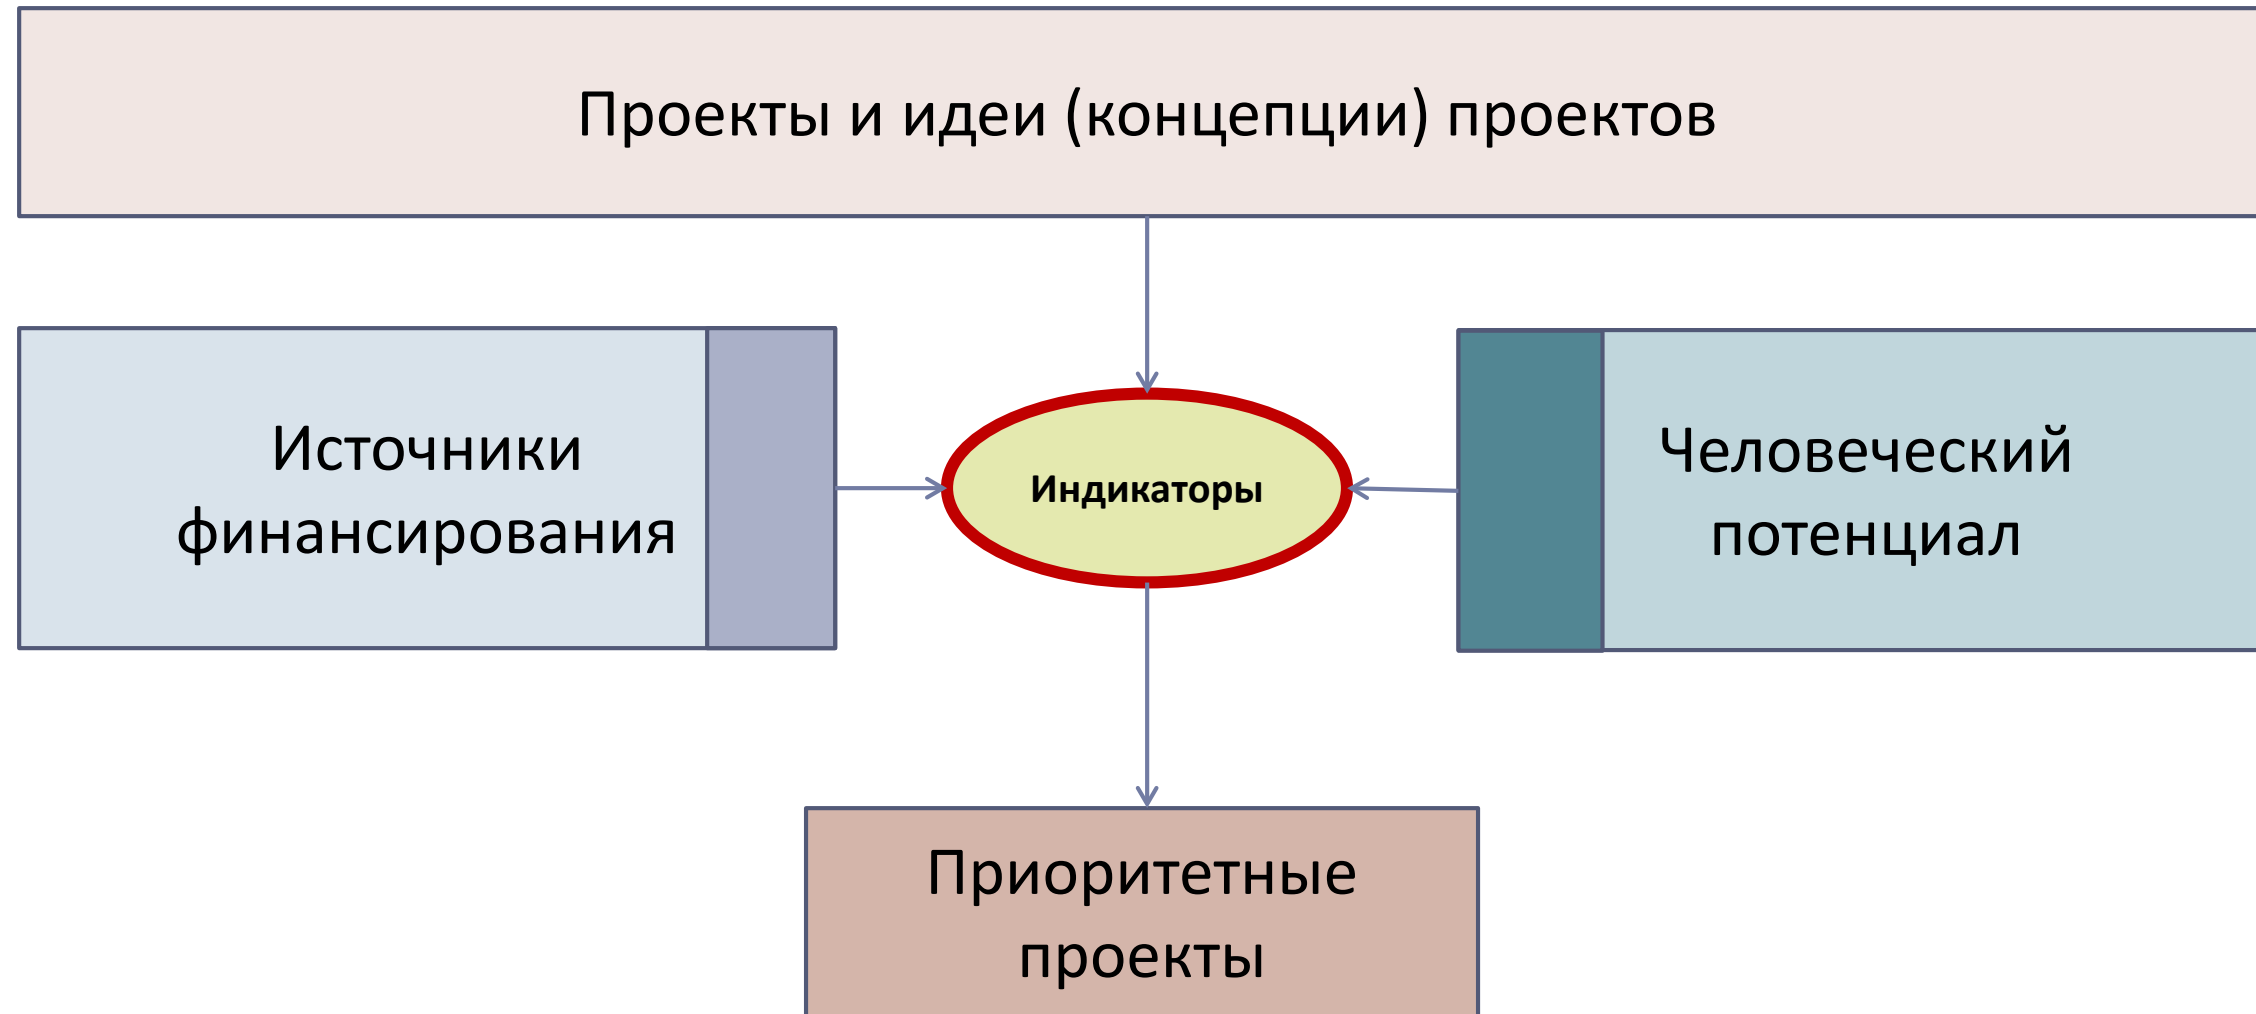 Проекты и идеи (концепции) проектов
Источники
финансирования
Индикаторы
Человеческий
потенциал
Приоритетные
проекты